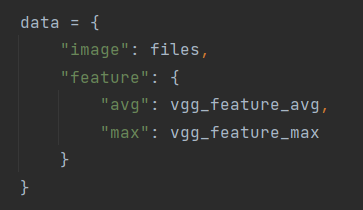 data = {
    "image": files,
    "feature": {
        "avg": vgg_feature_avg,
        "max": vgg_feature_max
    }
}